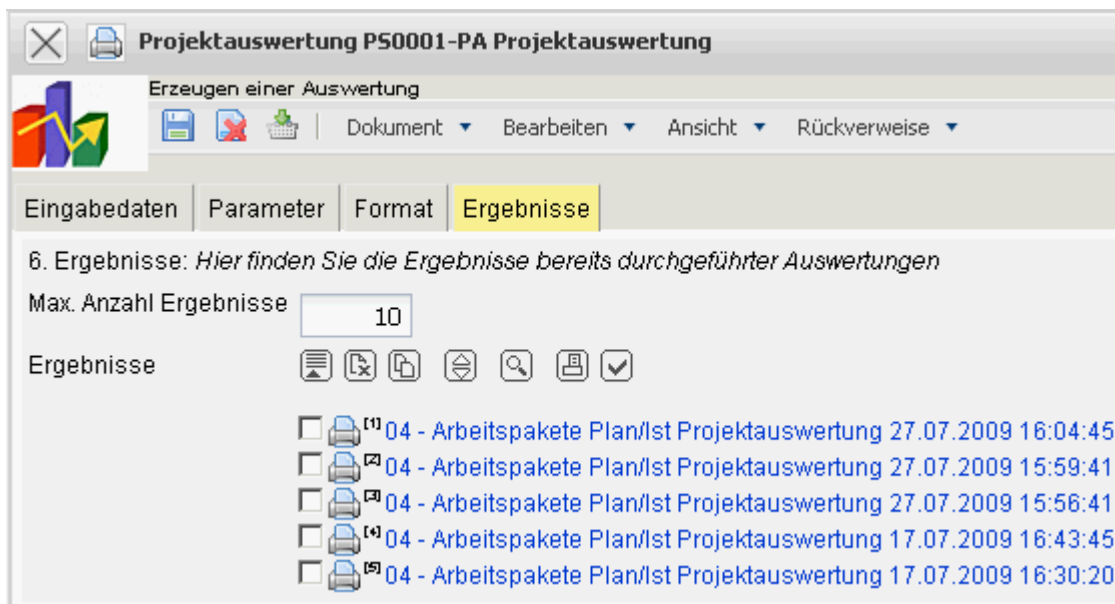 Projektauswertung PS0001-PA Projektauswertung
Erzeugen einer Auswertung
Dokument Bearbeiten Ansicht Rückverweise
Eingabedaten Parameter Format Ergebnisse
6. Ergebnisse: Hier finden Sie die Ergebnisse bereits durchgeführter Auswertungen
Max. Anzahl Ergebnisse 10
Ergebnisse
[1] 04 - Arbeitspakete Plan/Ist Projektauswertung 27.07.2009 16:04:45
[2] 04 - Arbeitspakete Plan/Ist Projektauswertung 27.07.2009 15:59:41
[3] 04 - Arbeitspakete Plan/Ist Projektauswertung 27.07.2009 15:56:41
[4] 04 - Arbeitspakete Plan/Ist Projektauswertung 17.07.2009 16:43:45
[5] 04 - Arbeitspakete Plan/Ist Projektauswertung 17.07.2009 16:30:20